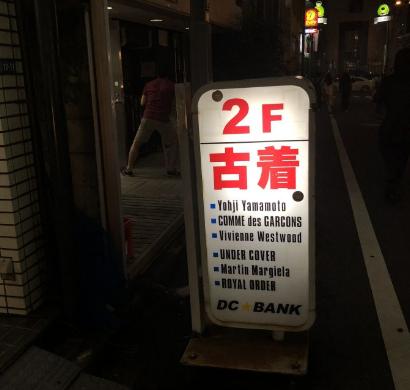 2F
古着
Yohji Yamamoto
COMME des GARCONS
Vivienne Westwood
UNDER COVER
Martin Margiela
ROYAL ORDER
DC★BANK